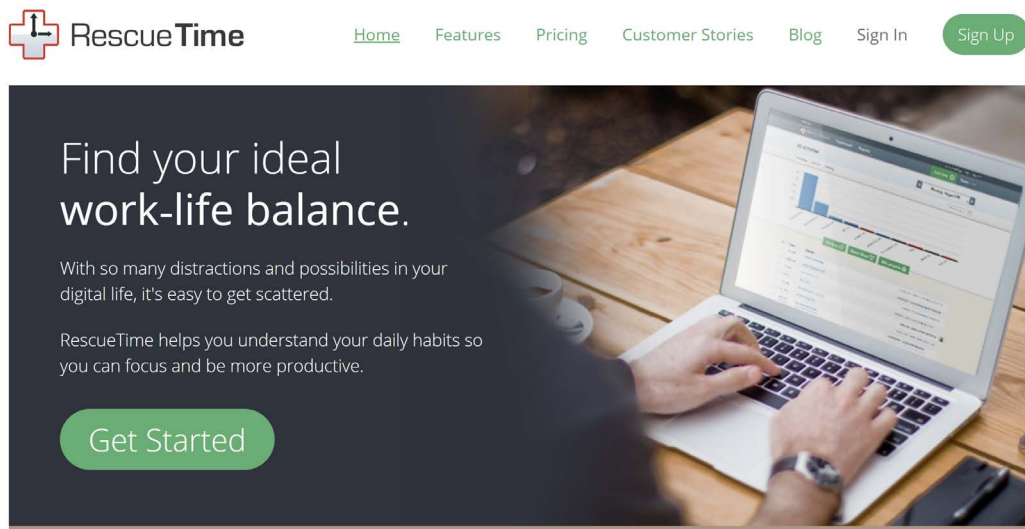 RescueTime
Home Features Pricing Customer Stories Blog Sign In Sign Up
Find your ideal
work-life balance.
With so many distractions and possibilities in your
digital life, it's easy to get scattered.
RescueTime helps you understand your daily habits so
you can focus and be more productive.
Get Started